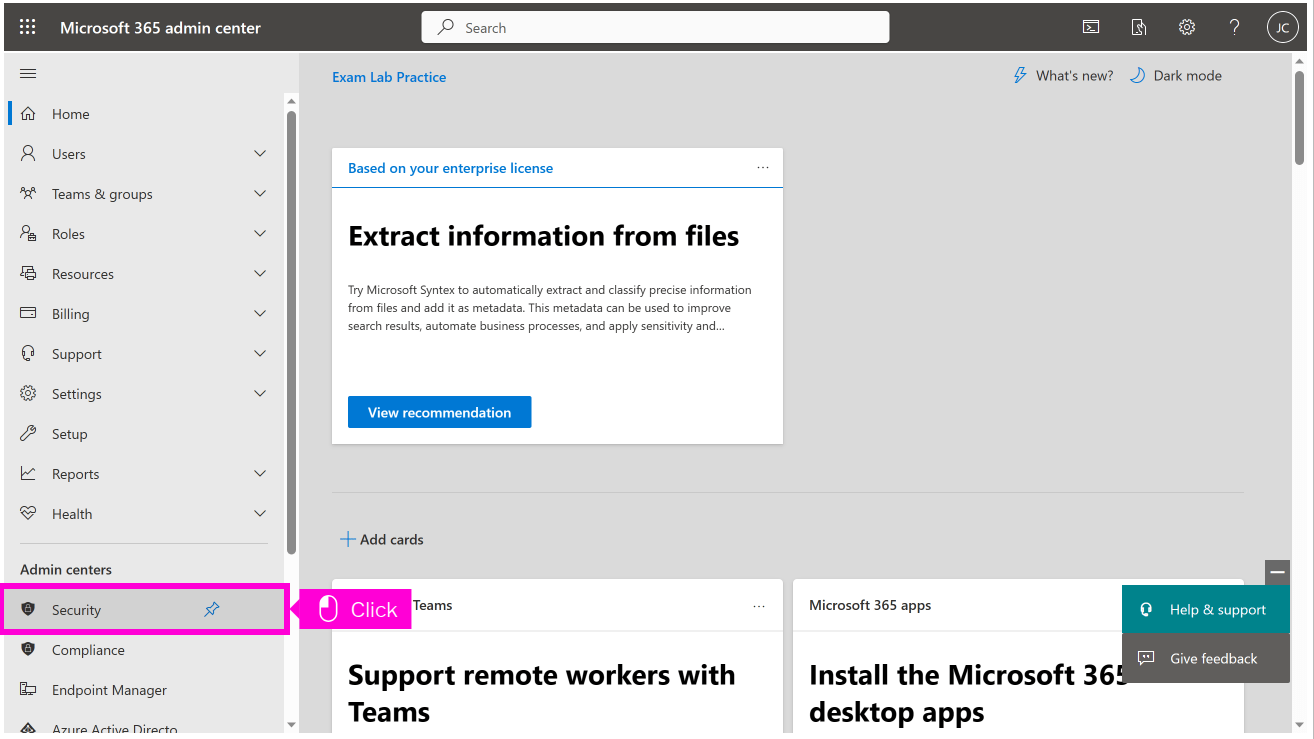 Microsoft 365 admin center
Search
JC
Home
Users
Teams & groups
Roles
Resources
Billing
Support
Settings
Setup
Reports
Health
Admin centers
Security
Click
Compliance
Endpoint Manager
Azure Active Directo
Exam Lab Practice
What's new?
Dark mode
Based on your enterprise license
Extract information from files
Try Microsoft Syntex to automatically extract and classify precise information
from files and add it as metadata. This metadata can be used to improve
search results, automate business processes, and apply sensitivity and...
View recommendation
Add cards
Teams
Support remote workers with
Teams
Microsoft 365 apps
Install the Microsoft 365
desktop apps
Help & support
Give feedback